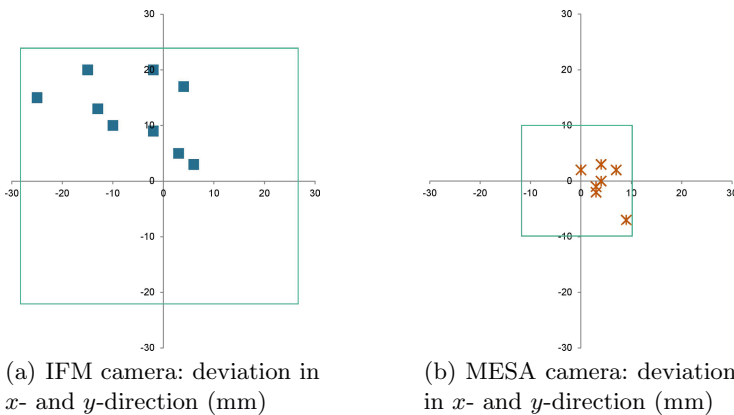 30
20
10
-30 -20 -10 0 10 20 30
-10
-20
-30
(a) IFM camera: deviation in
x- and y-direction (mm)
30
20
10
0
-30 -20 -10 0 10 20 30
-10
-20
-30
(b) MESA camera: deviation
in x- and y-direction (mm)